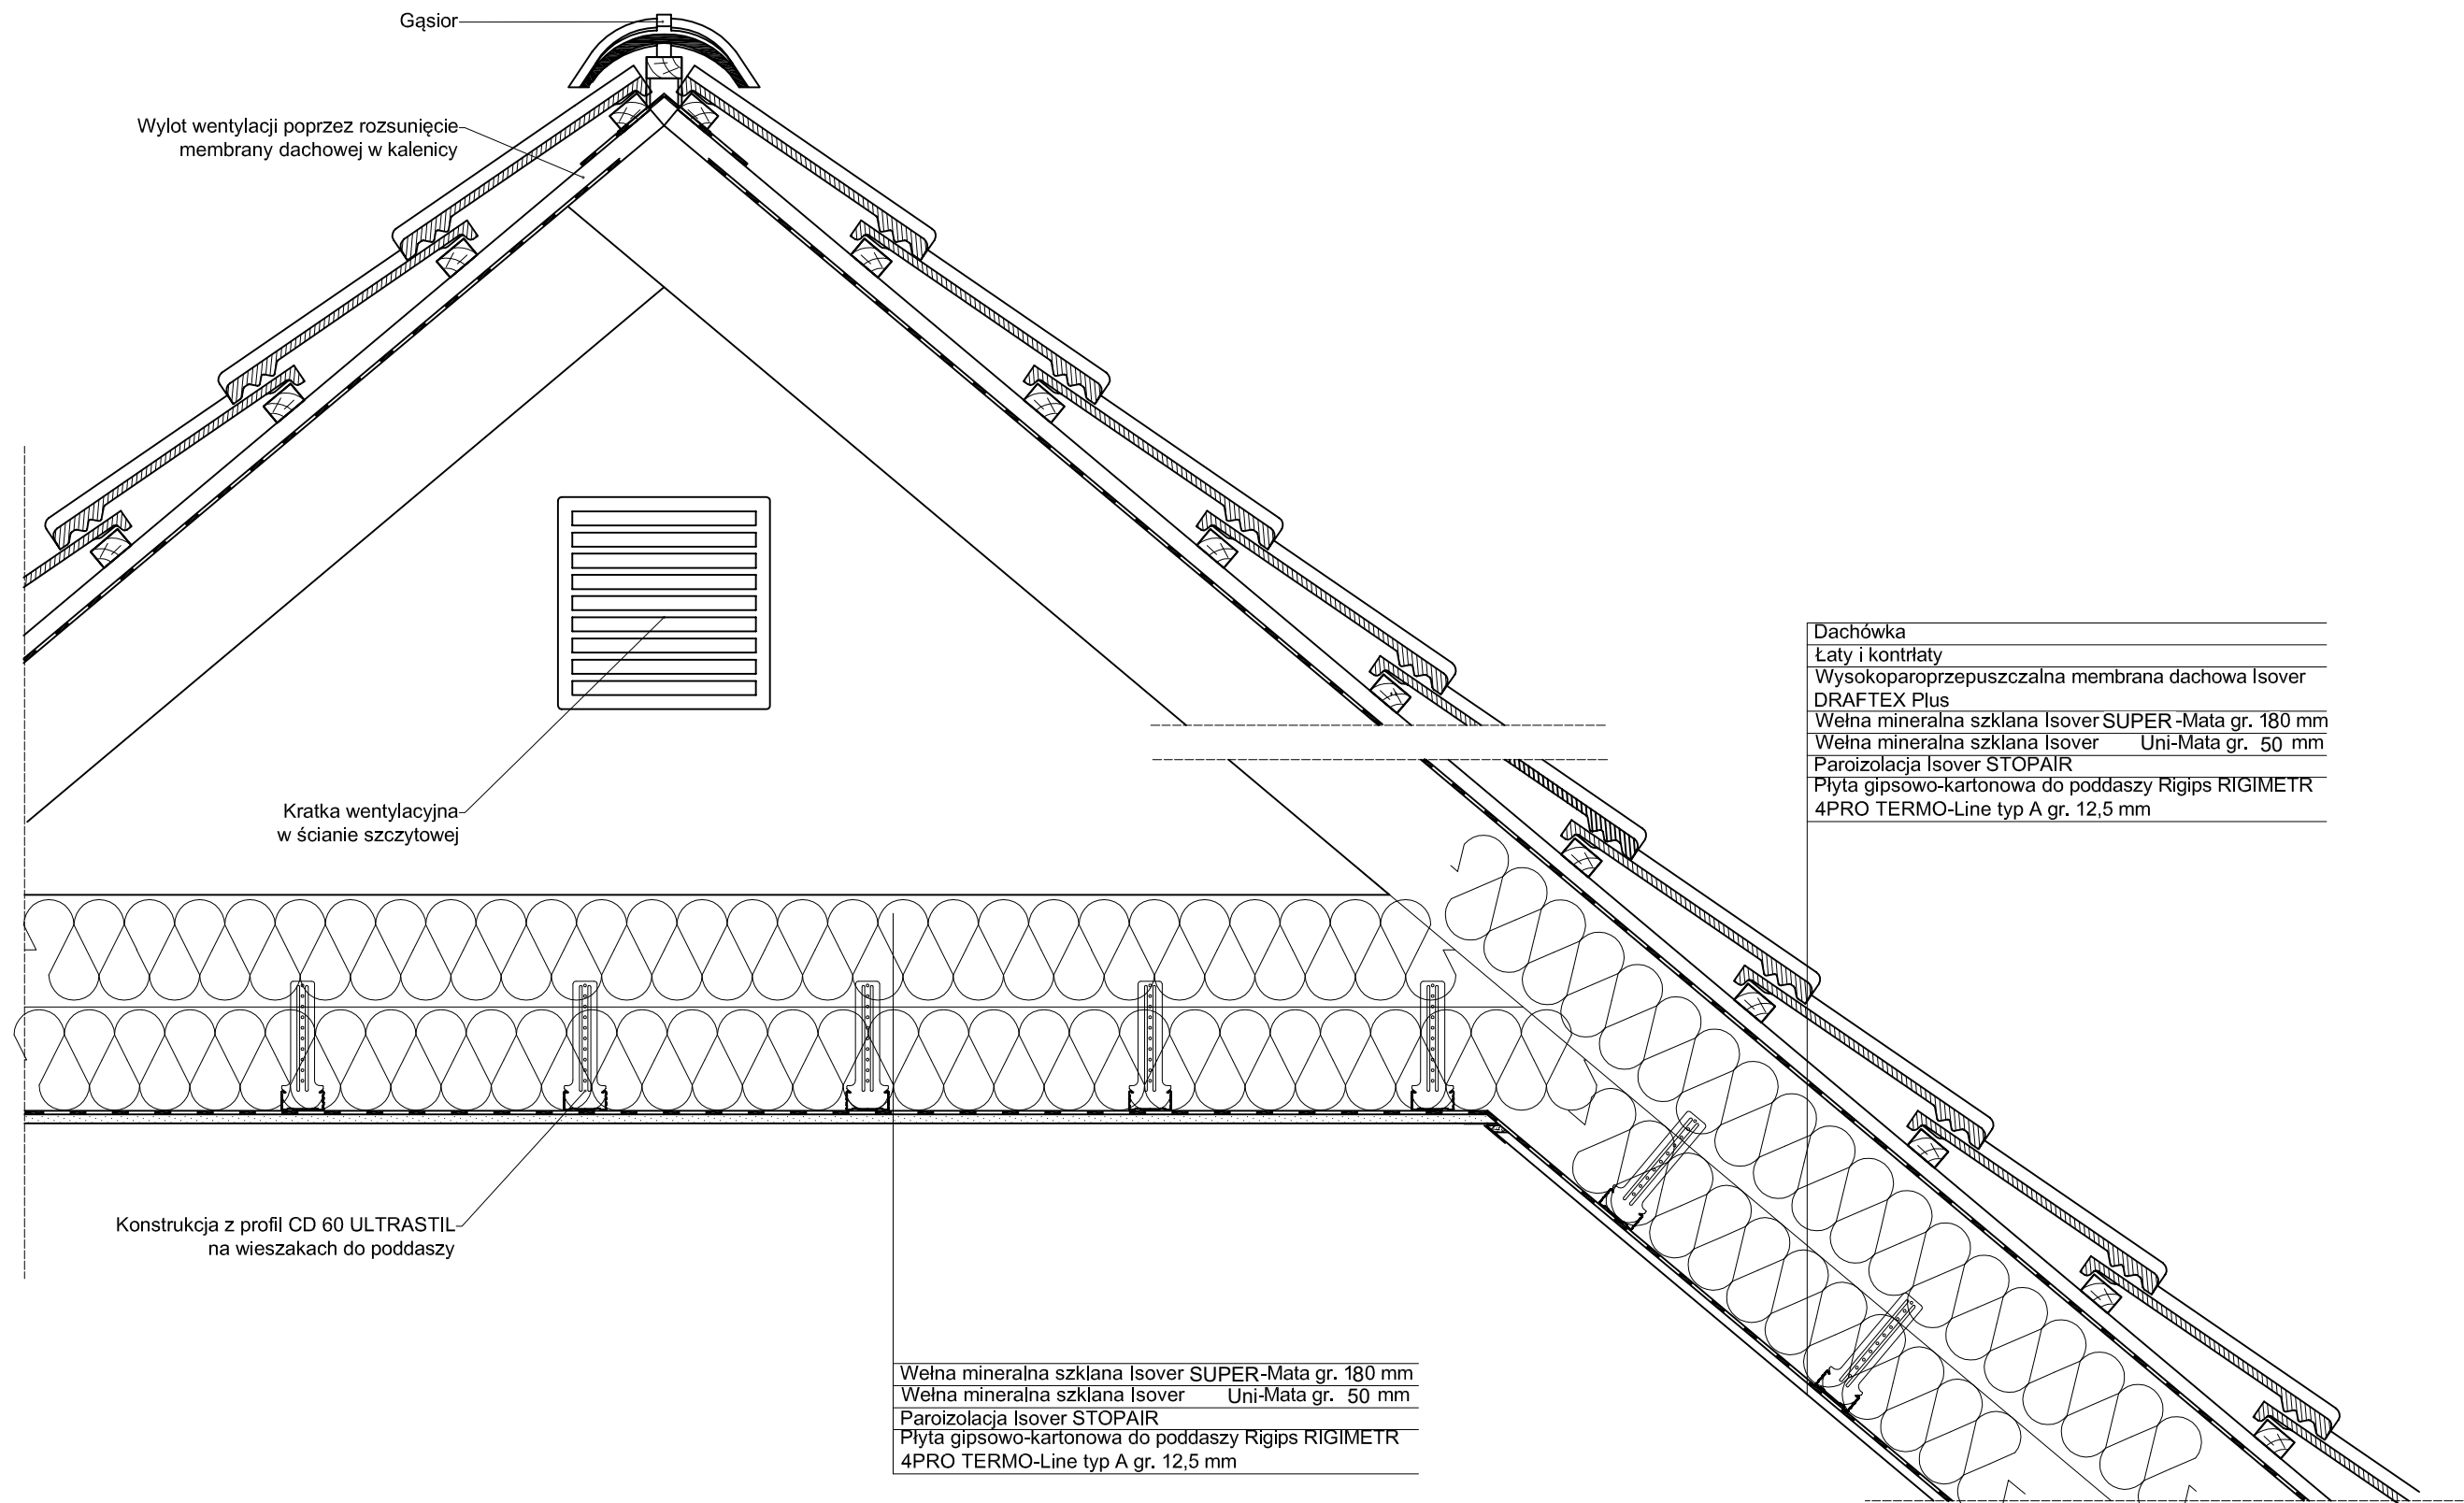 Gąsior
Wylot wentylacji poprzez rozsunięcie
membrany dachowej w kalenicy
Dachówka
Łaty i kontrłaty
Wysokoparoprzepuszczalna membrana dachowa Isover
DRAFTEX Plus
Wełna mineralna szklana Isover SUPER-Mata gr. 180 mm
Wełna mineralna szklana Isover Uni-Mata gr. 50 mm
Paroizolacja Isover STOPAIR
Płyta gipsowo-kartonowa do poddaszy Rigips RIGIMETR
4PRO TERMO-Line typ A gr. 12,5 mm
Kratka wentylacyjna
w ścianie szczytowej
Konstrukcja z profil CD 60 ULTRASTIL
na wieszakach do poddaszy
Wełna mineralna szklana Isover SUPER-Mata gr. 180 mm
Wełna mineralna szklana Isover Uni-Mata gr. 50 mm
Paroizolacja Isover STOPAIR
Płyta gipsowo-kartonowa do poddaszy Rigips RIGIMETR
4PRO TERMO-Line typ A gr. 12,5 mm